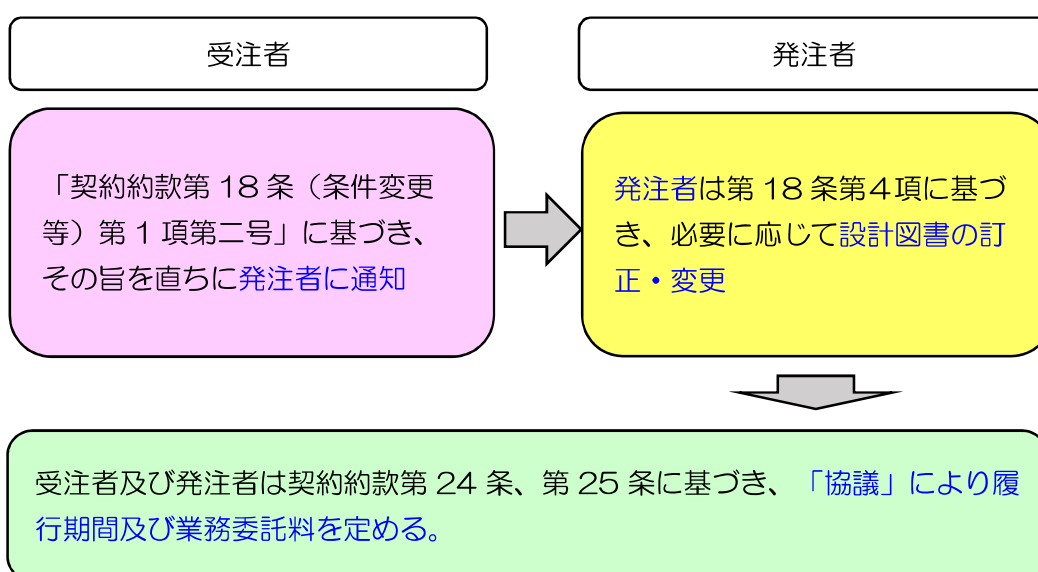 受注者
発注者
「契約約款第 18 条（条件変更
等）第 1 項第二号」に基づき、
その旨を直ちに発注者に通知
発注者は第 18 条第４項に基づ
き、必要に応じて設計図書の訂
正・変更
受注者及び発注者は契約約款第 24 条、第 25 条に基づき、「協議」により履
行期間及び業務委託料を定める。